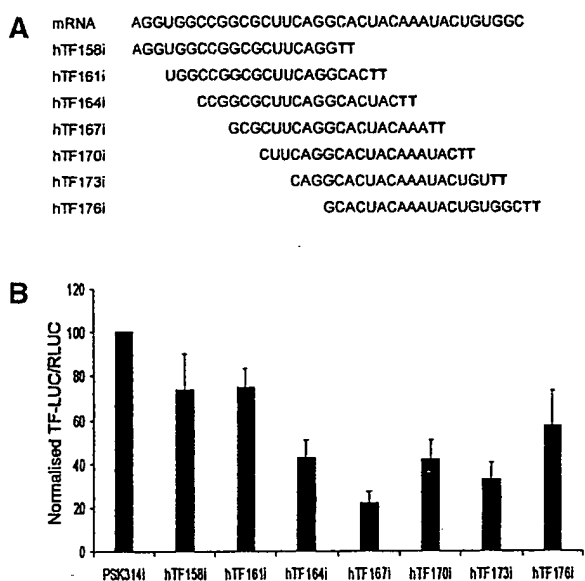 A
mRNA AGGUGGCCGGCGCUUCAGGCACUACAAAUACUGUGGC
hTF158i AGGUGGCCGGCGCUUCAGGTT
hTF161i UGGCCGGCGCUUCAGGCACTT
hTF164i CCGGCGCUUCAGGCACUACTT
hTF167i GCGCUUCAGGCACUACAAATT
hTF170i CUUCAGGCACUACAAAUACTT
hTF173i CAGGCACUACAAAUACUGUTT
hTF176i GCACUACAAAUACUGUGGCTT
B
Normalised TF-LUC/RLUC
120
100
80
60
40
20
0
PSK314i hTF158i hTF161i hTF164i hTF167i hTF170i hTF173i hTF176i